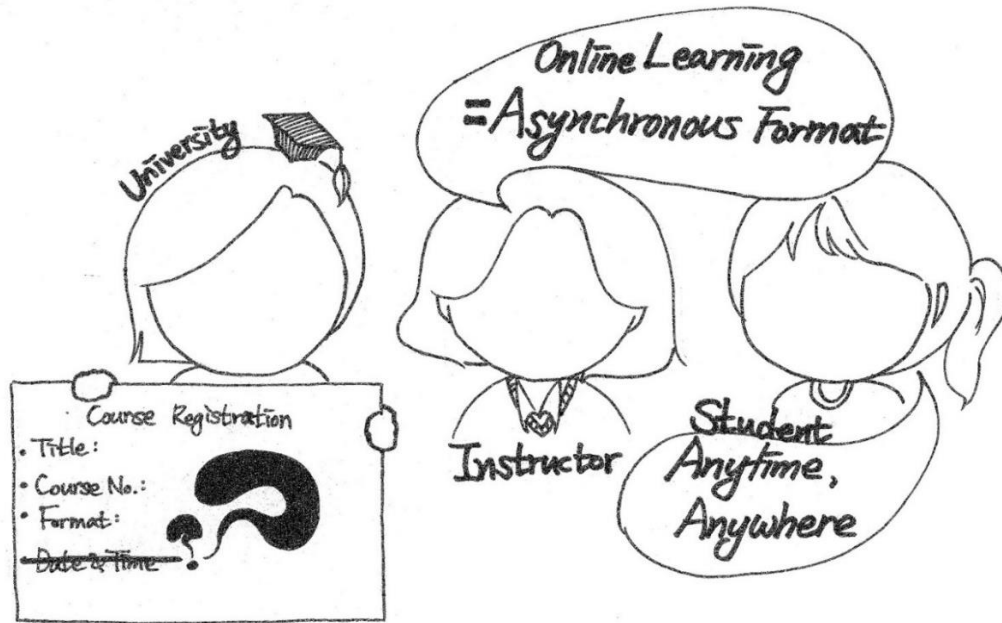 Online Learning
= Asynchronous Format
University
Course Registration
• Title:
• Course No.:
• Format:
• Date & Time
?
Instructor
Student
Anytime,
Anywhere